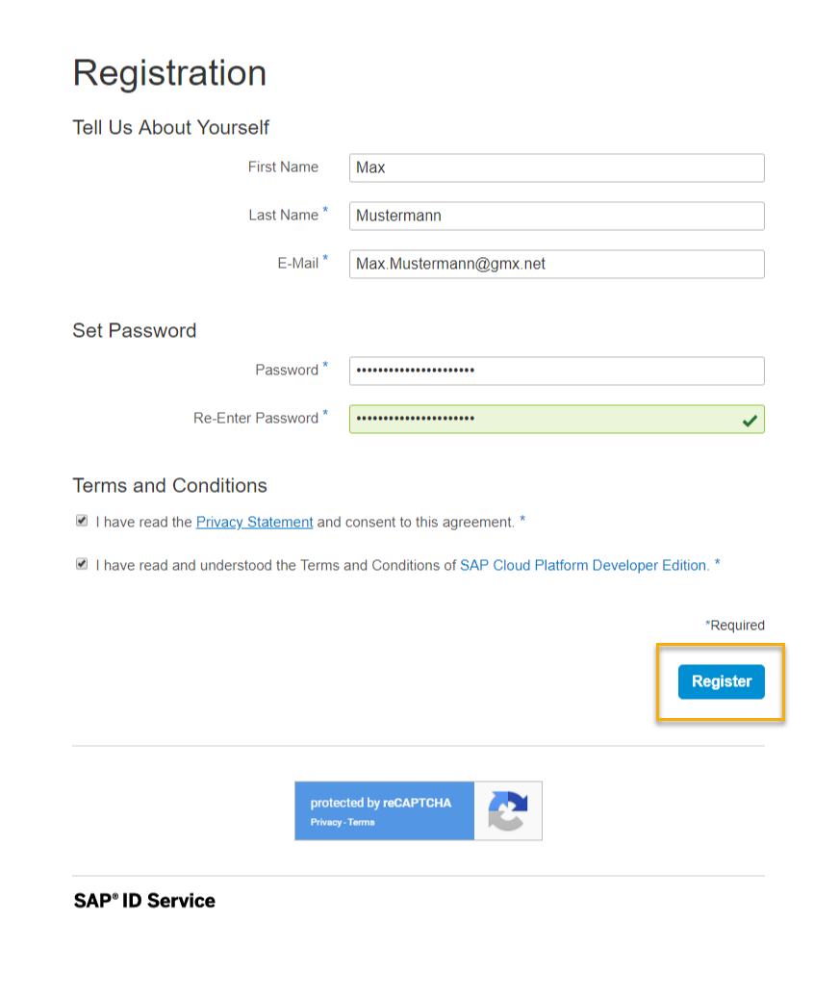 Registration
Tell Us About Yourself
First Name Max
Last Name * Mustermann
E-Mail * Max.Mustermann@gmx.net
Set Password
Password * ••••••••••••••••••••••
Re-Enter Password * ••••••••••••••••••••••
Terms and Conditions
I have read the Privacy Statement and consent to this agreement. *
I have read and understood the Terms and Conditions of SAP Cloud Platform Developer Edition. *
*Required
Register
protected by reCAPTCHA
Privacy - Terms
SAP® ID Service